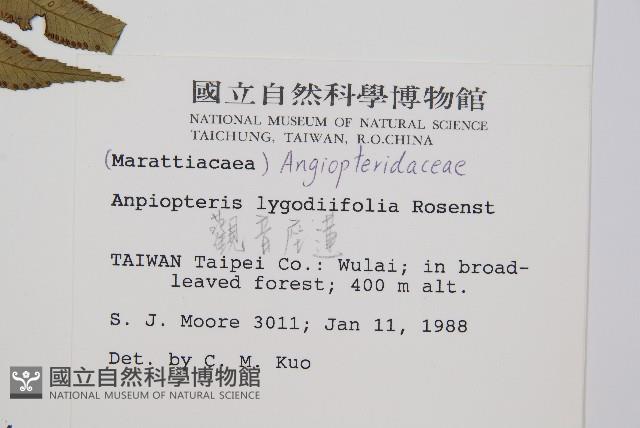 國立自然科學博物館
NATIONAL MUSEUM OF NATURAL SCIENCE
TAICHUNG, TAIWAN, R.O.CHINA
(Marattiacaea) Angiopteridaceae
Anpiopteris lygodiifolia Rosenst
觀音座蓮
TAIWAN Taipei Co.: Wulai; in broad-
leaved forest; 400 m alt.
S. J. Moore 3011; Jan 11, 1988
Det. by C. M. Kuo
國立自然科學博物館
NATIONAL MUSEUM OF NATURAL SCIENCE